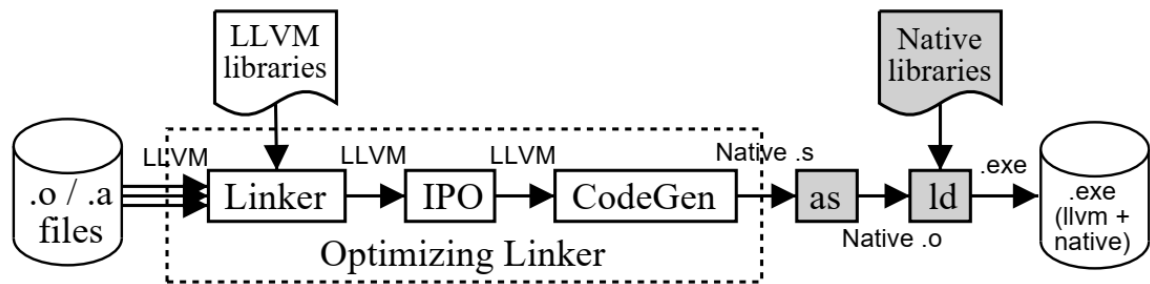 LLVM
libraries
Native
libraries
.o / .a
files
LLVM
Linker
LLVM
IPO
LLVM
CodeGen
Native .s
as
Native .o
ld
.exe
.exe
(llvm +
native)
Optimizing Linker